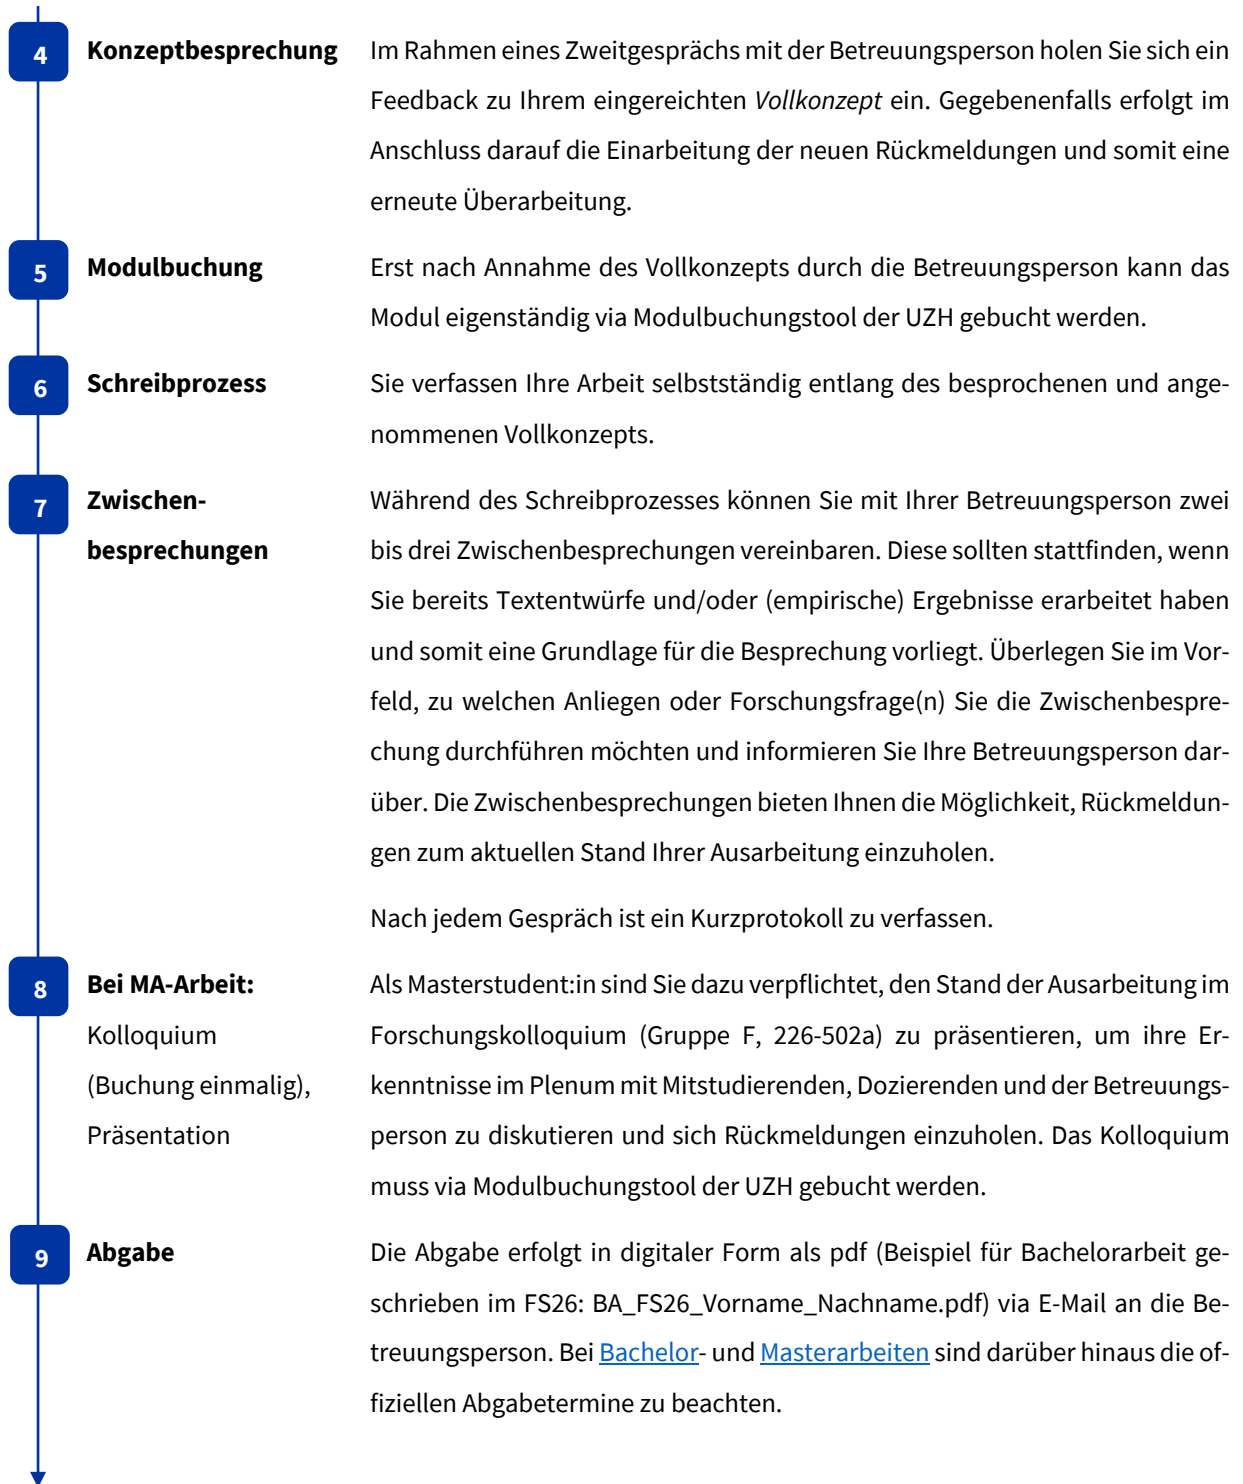 4 Konzeptbesprechung Im Rahmen eines Zweitgesprächs mit der Betreuungsperson holen Sie sich ein
Feedback zu Ihrem eingereichten Vollkonzept ein. Gegebenenfalls erfolgt im
Anschluss darauf die Einarbeitung der neuen Rückmeldungen und somit eine
erneute Überarbeitung.
5 Modulbuchung Erst nach Annahme des Vollkonzepts durch die Betreuungsperson kann das
Modul eigenständig via Modulbuchungstool der UZH gebucht werden.
6 Schreibprozess Sie verfassen Ihre Arbeit selbstständig entlang des besprochenen und ange-
nommenen Vollkonzepts.
7 Zwischen- Während des Schreibprozesses können Sie mit Ihrer Betreuungsperson zwei
besprechungen bis drei Zwischenbesprechungen vereinbaren. Diese sollten stattfinden, wenn
Sie bereits Textentwürfe und/oder (empirische) Ergebnisse erarbeitet haben
und somit eine Grundlage für die Besprechung vorliegt. Überlegen Sie im Vor-
feld, zu welchen Anliegen oder Forschungsfrage(n) Sie die Zwischenbespre-
chung durchführen möchten und informieren Sie Ihre Betreuungsperson dar-
über. Die Zwischenbesprechungen bieten Ihnen die Möglichkeit, Rückmeldun-
gen zum aktuellen Stand Ihrer Ausarbeitung einzuholen.
Nach jedem Gespräch ist ein Kurzprotokoll zu verfassen.
8 Bei MA-Arbeit: Als Masterstudent:in sind Sie dazu verpflichtet, den Stand der Ausarbeitung im
Kolloquium Forschungskolloquium (Gruppe F, 226-502a) zu präsentieren, um ihre Er-
(Buchung einmalig), kenntnisse im Plenum mit Mitstudierenden, Dozierenden und der Betreuungs-
Präsentation person zu diskutieren und sich Rückmeldungen einzuholen. Das Kolloquium
muss via Modulbuchungstool der UZH gebucht werden.
9 Abgabe Die Abgabe erfolgt in digitaler Form als pdf (Beispiel für Bachelorarbeit ge-
schrieben im FS26: BA_FS26_Vorname_Nachname.pdf) via E-Mail an die Be-
treuungsperson. Bei Bachelor- und Masterarbeiten sind darüber hinaus die of-
fiziellen Abgabetermine zu beachten.